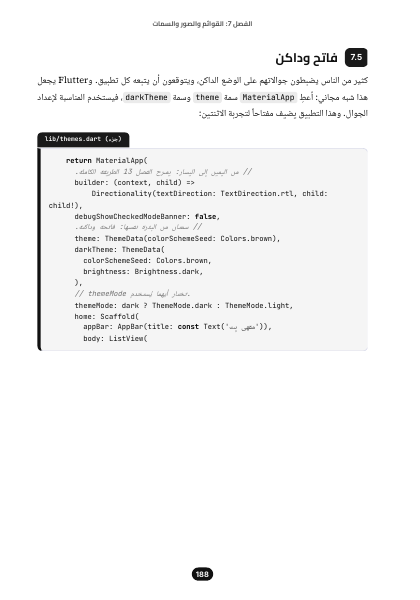 الفصل 7: القوائم والصور والسمات
7.5 فاتح وداكن
كثير من الناس يضبطون جوالاتهم على الوضع الداكن، ويتوقعون أن يتبعه كل تطبيق. وFlutter يجعل
هذا شبه مجاني: أعطِ MaterialApp سمة theme وسمة darkTheme، فيستخدم المناسبة لإعداد
الجوال. وهذا التطبيق يضيف مفتاحاً لتجربة الاثنتين:
lib/themes.dart (جزء)
return MaterialApp(
// من اليمين إلى اليسار: يشرح الفصل 13 الطريقة الكاملة.
builder: (context, child) =>
Directionality(textDirection: TextDirection.rtl, child:
child!),
debugShowCheckedModeBanner: false,
// سمتان من البذرة نفسها: فاتحة وداكنة.
theme: ThemeData(colorSchemeSeed: Colors.brown),
darkTheme: ThemeData(
colorSchemeSeed: Colors.brown,
brightness: Brightness.dark,
),
// themeMode يختار أيهما يُستخدم.
themeMode: dark ? ThemeMode.dark : ThemeMode.light,
home: Scaffold(
appBar: AppBar(title: const Text('مقهى بِت')),
body: ListView(
188